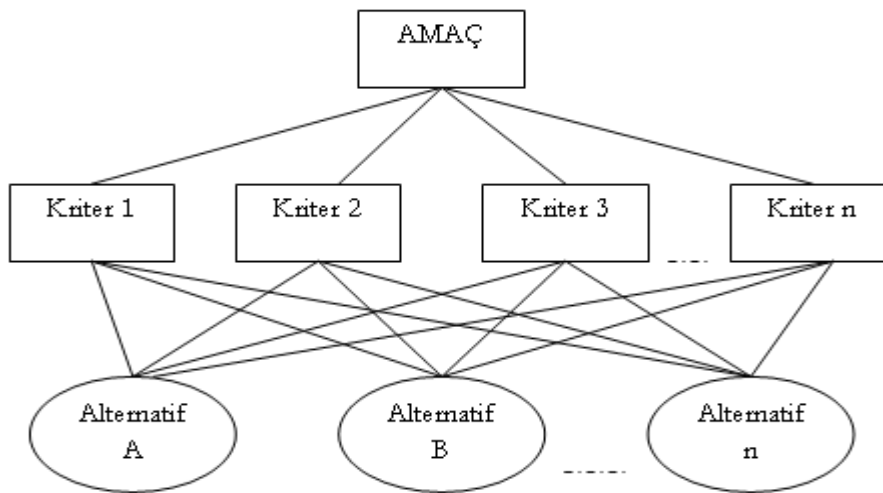 AMAÇ
Kriter 1
Kriter 2
Kriter 3
Kriter n
Alternatif
A
Alternatif
B
Alternatif
n